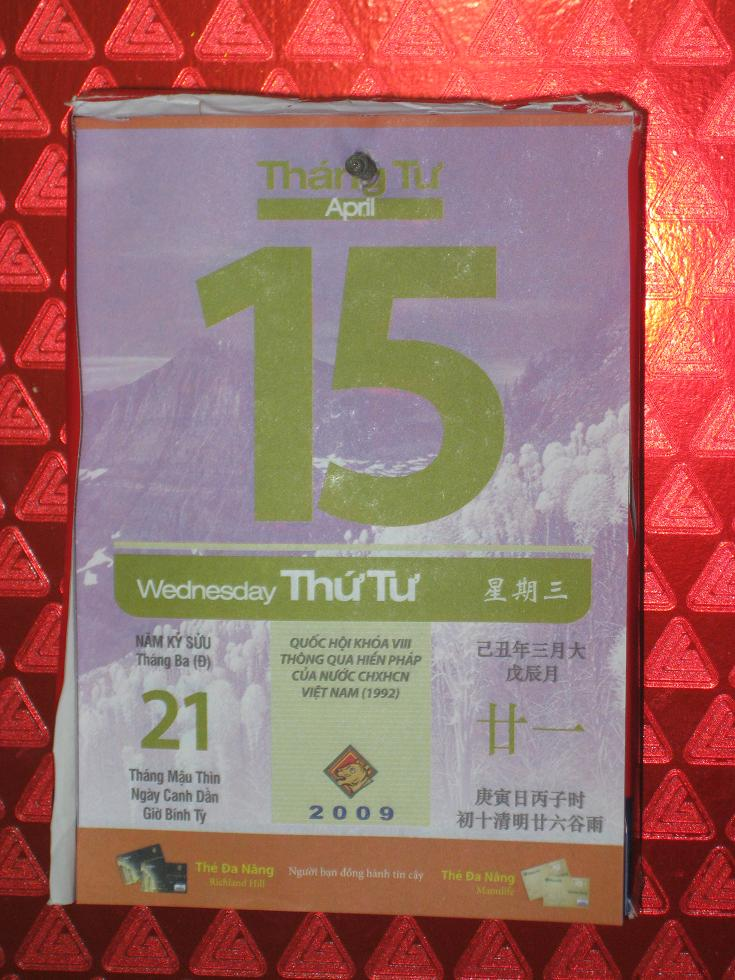 Tháng Tư
April
15
Wednesday Thứ Tư 星期三
NĂM KỶ SỬU
Tháng Ba (Đ)
21
Tháng Mậu Thìn
Ngày Canh Dần
Giờ Bính Tý
QUỐC HỘI KHÓA VIII
THÔNG QUA HIẾN PHÁP
CỦA NƯỚC CHXHCN
VIỆT NAM (1992)
2009
己丑年三月大
戊辰月
廿一
庚寅日丙子时
初十清明廿六谷雨
Thẻ Đa Năng
Richland Hill
Người bạn đồng hành tin cậy
Thẻ Đa Năng
Manulife